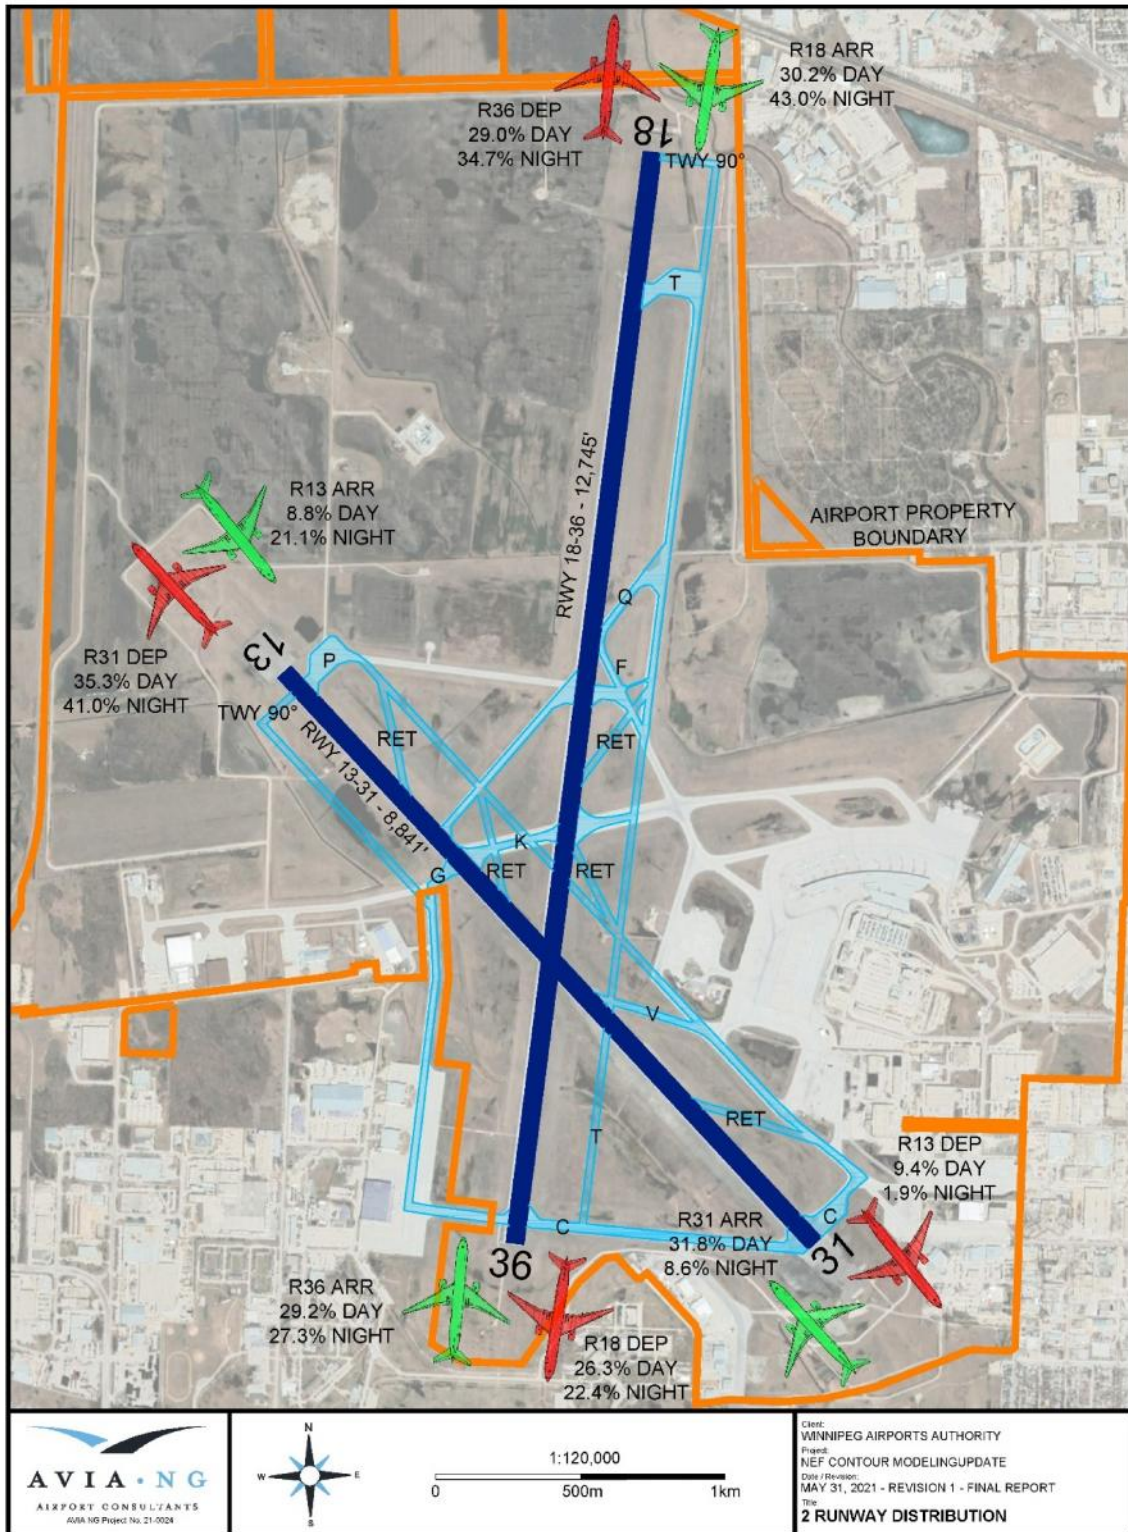 R18 ARR
30.2% DAY
43.0% NIGHT
R36 DEP
29.0% DAY
34.7% NIGHT
18
TWY 90°
T
RWY 18-36 - 12,745'
R13 ARR
8.8% DAY
21.1% NIGHT
AIRPORT PROPERTY
BOUNDARY
Q
13
P
F
R31 DEP
35.3% DAY
41.0% NIGHT
TWY 90°
RET
RET
RWY 13-31 - 8,841'
K
G
RET
RET
V
RET
T
R13 DEP
9.4% DAY
1.9% NIGHT
C
C
R31 ARR
31.8% DAY
8.6% NIGHT
31
36
R36 ARR
29.2% DAY
27.3% NIGHT
R18 DEP
26.3% DAY
22.4% NIGHT
AVIA · NG
AIRPORT CONSULTANTS
AVIA NG Project No. 21-0024
N
W
E
S
1:120,000
0
500m
1km
Client:
WINNIPEG AIRPORTS AUTHORITY
Project:
NEF CONTOUR MODELINGUPDATE
Date / Revision:
MAY 31, 2021 - REVISION 1 - FINAL REPORT
Title
2 RUNWAY DISTRIBUTION